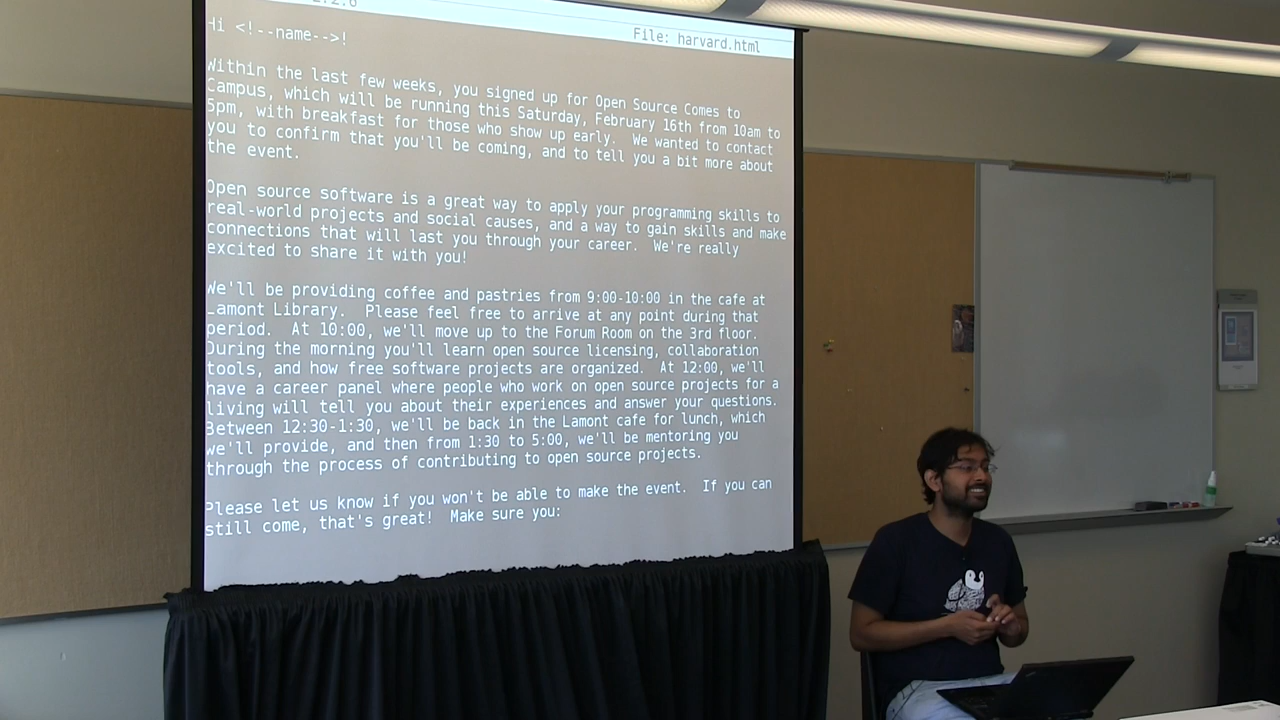 File: harvard.html
Hi <!--name-->!
Within the last few weeks, you signed up for Open Source Comes to
Campus, which will be running this Saturday, February 16th from 10am to
5pm, with breakfast for those who show up early.  We wanted to contact
you to confirm that you'll be coming, and to tell you a bit more about
the event.
Open source software is a great way to apply your programming skills to
real-world projects and social causes, and a way to gain skills and make
connections that will last you through your career.  We're really
excited to share it with you!
We'll be providing coffee and pastries from 9:00-10:00 in the cafe at
Lamont Library.  Please feel free to arrive at any point during that
period.  At 10:00, we'll move up to the Forum Room on the 3rd floor.
During the morning you'll learn open source licensing, collaboration
tools, and how free software projects are organized.  At 12:00, we'll
have a career panel where people who work on open source projects for a
living will tell you about their experiences and answer your questions.
Between 12:30-1:30, we'll be back in the Lamont cafe for lunch, which
we'll provide, and then from 1:30 to 5:00, we'll be mentoring you
through the process of contributing to open source projects.
Please let us know if you won't be able to make the event.  If you can
still come, that's great!  Make sure you: